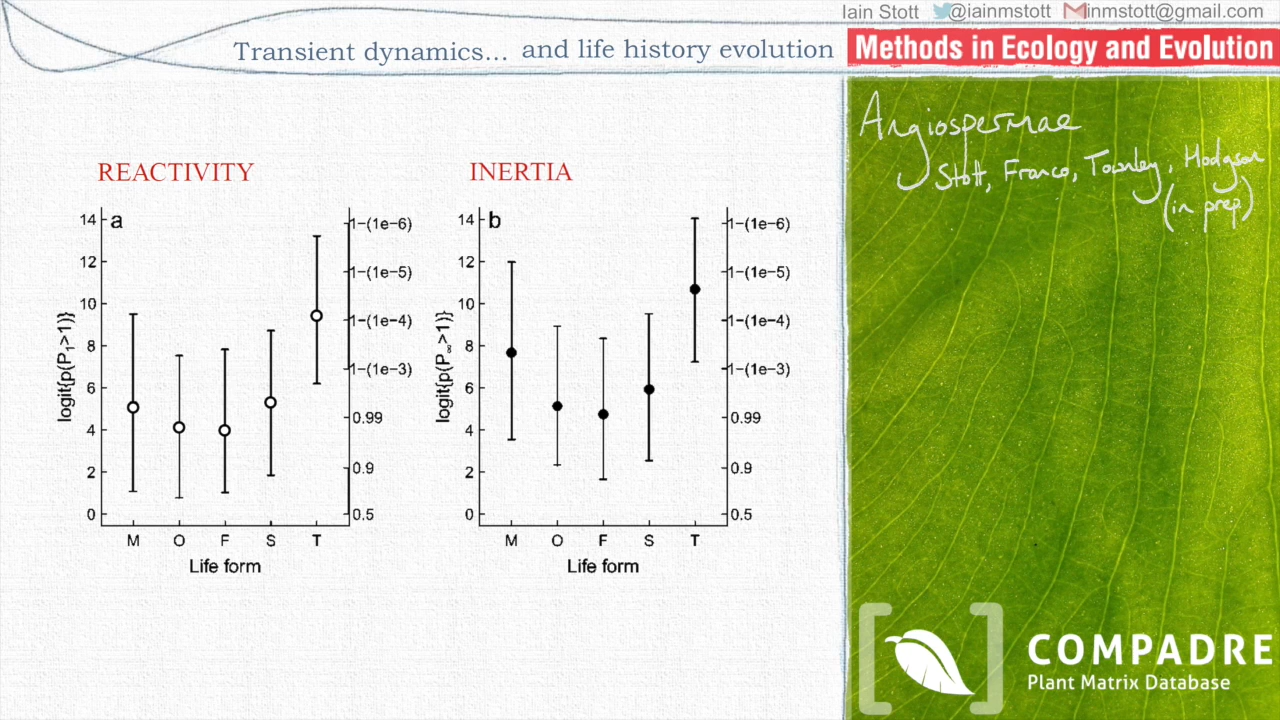 Iain Stott @iainmstott inmstott@gmail.com
Transient dynamics... and life history evolution
Methods in Ecology and Evolution
Angiospermae
Stott, Franco, Townley, Hodgson
(in prep)
REACTIVITY
a
logit{p(P₁>1)}
14
12
10
8
6
4
2
0
1−(1e−6)
1−(1e−5)
1−(1e−4)
1−(1e−3)
0.99
0.9
0.5
M O F S T
Life form
INERTIA
b
logit{p(P∞>1)}
14
12
10
8
6
4
2
0
1−(1e−6)
1−(1e−5)
1−(1e−4)
1−(1e−3)
0.99
0.9
0.5
M O F S T
Life form
COMPADRE
Plant Matrix Database